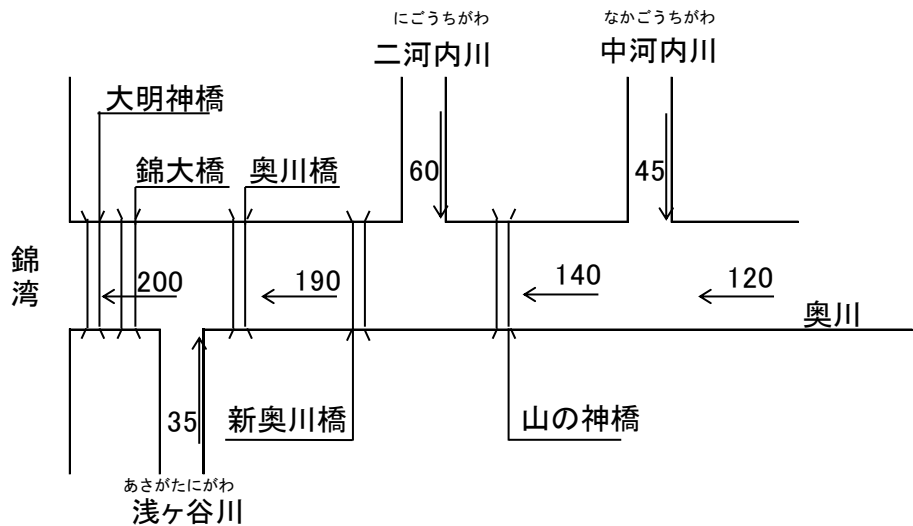 にごうちがわ
二河内川
なかごうちがわ
中河内川
大明神橋
錦大橋
奥川橋
60
45
錦湾
200
190
140
120
奥川
35
新奥川橋
山の神橋
あさがたにがわ
浅ヶ谷川